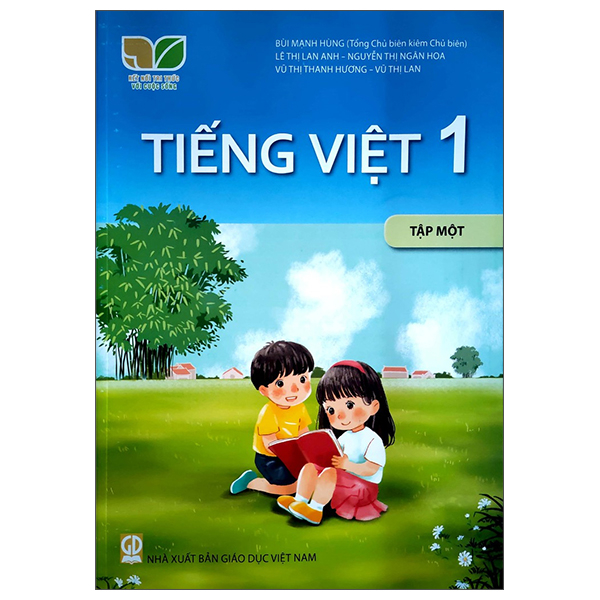 KẾT NỐI TRI THỨC
VỚI CUỘC SỐNG
BÙI MẠNH HÙNG (Tổng Chủ biên kiêm Chủ biên)
LÊ THỊ LAN ANH – NGUYỄN THỊ NGÂN HOA
VŨ THỊ THANH HƯƠNG – VŨ THỊ LAN
TIẾNG VIỆT 1
TẬP MỘT
GD
NHÀ XUẤT BẢN GIÁO DỤC VIỆT NAM